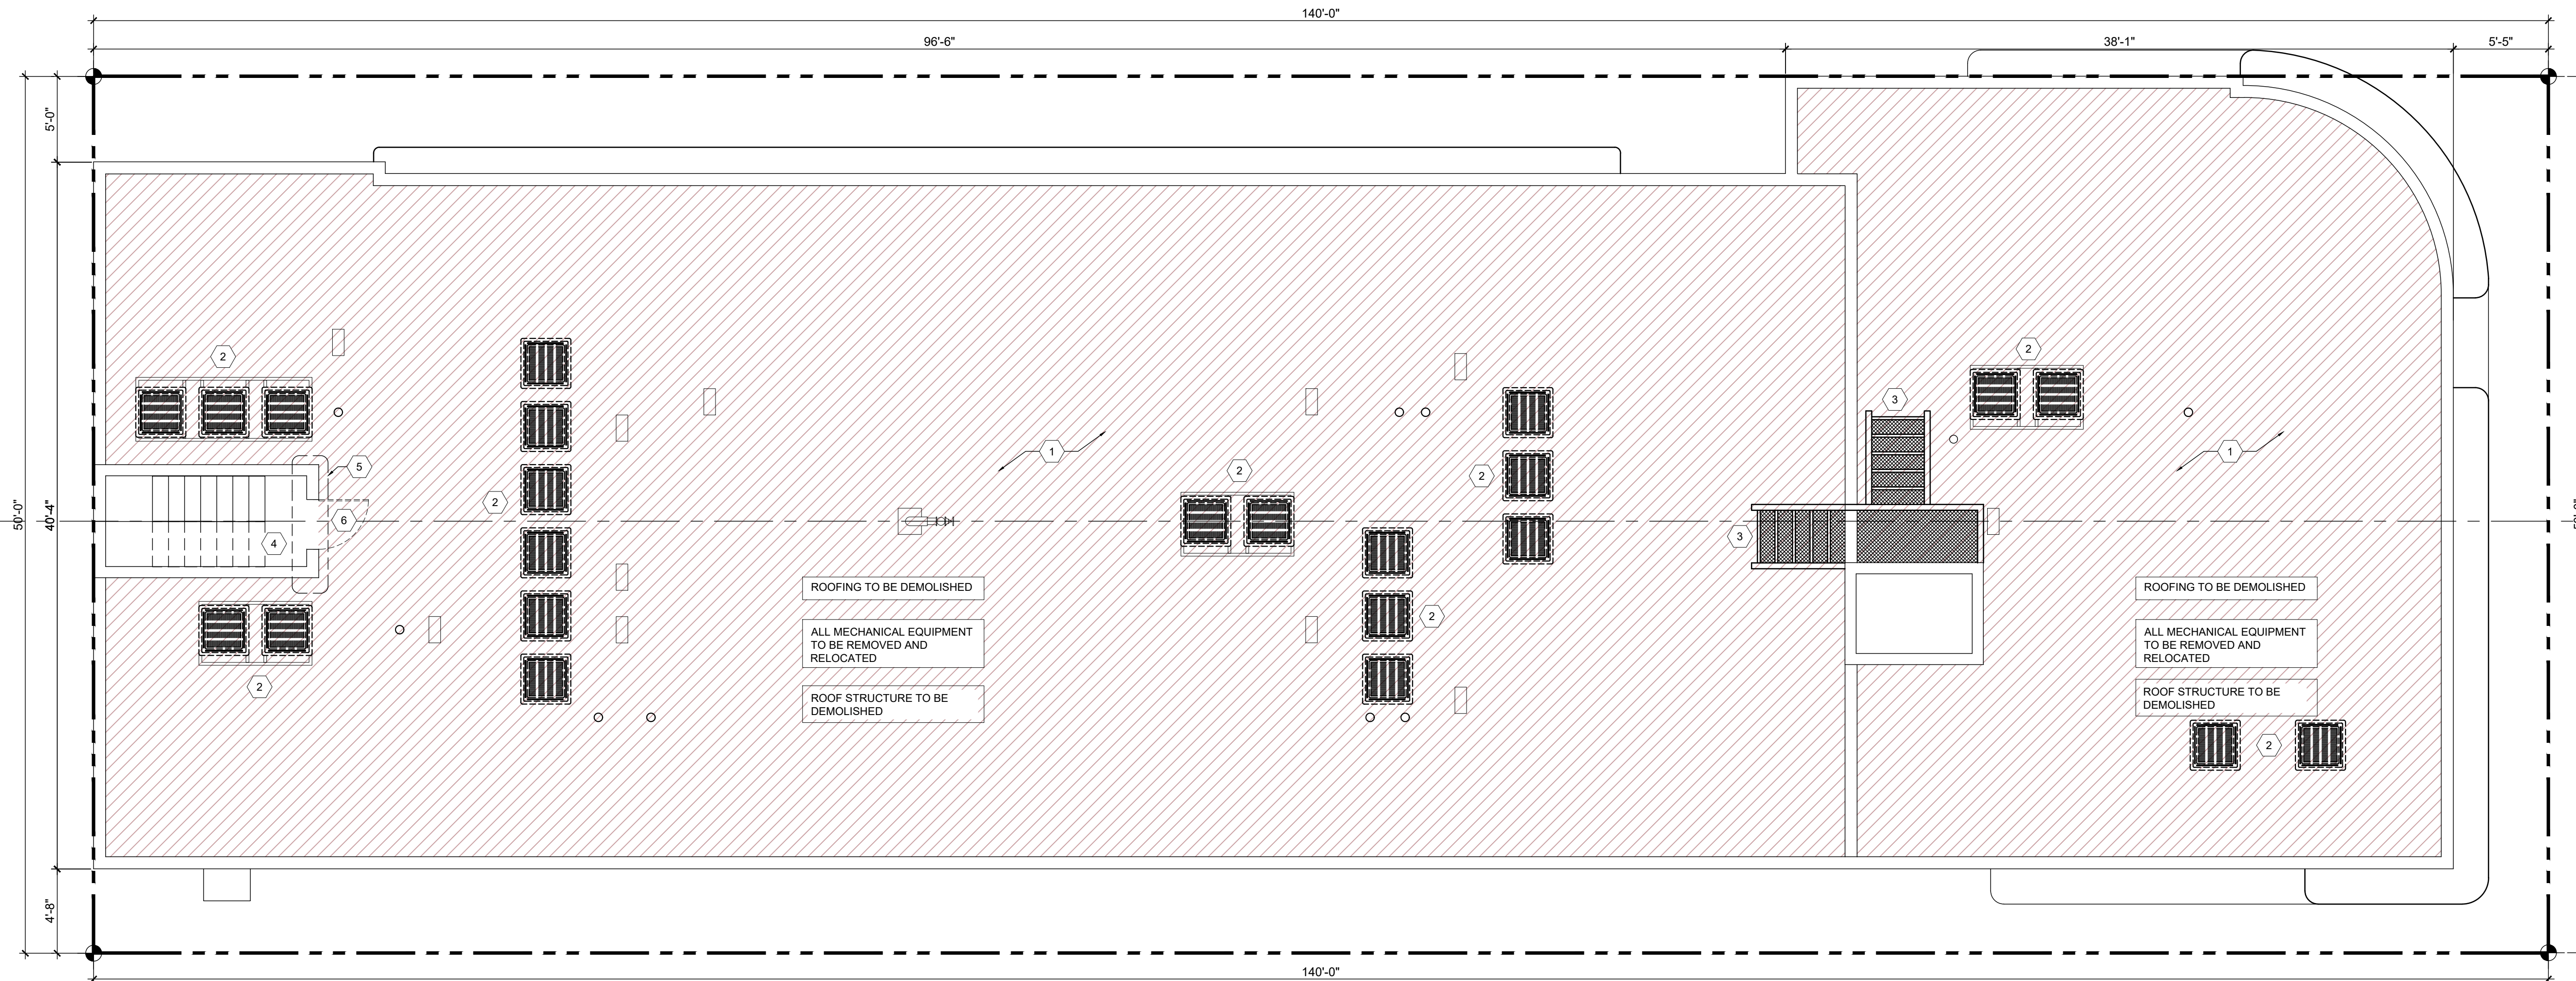 140'-0"
96'-6"
38'-1"
5'-5"
5'-0"
50'-0"
40'-4"
4'-8"
2
2
2
3
5
1
2
2
1
2
6
3
4
ROOFING TO BE DEMOLISHED
ROOFING TO BE DEMOLISHED
2
ALL MECHANICAL EQUIPMENT
TO BE REMOVED AND
RELOCATED
ALL MECHANICAL EQUIPMENT
TO BE REMOVED AND
RELOCATED
2
ROOF STRUCTURE TO BE
DEMOLISHED
ROOF STRUCTURE TO BE
DEMOLISHED
2
140'-0"